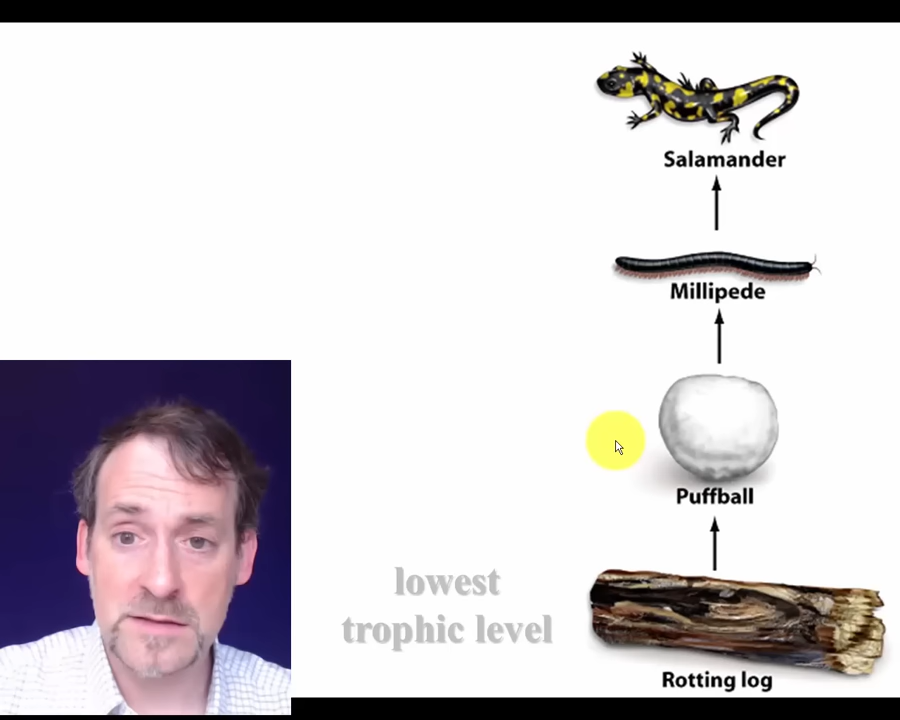 Salamander
Millipede
Puffball
lowest
trophic level
Rotting log